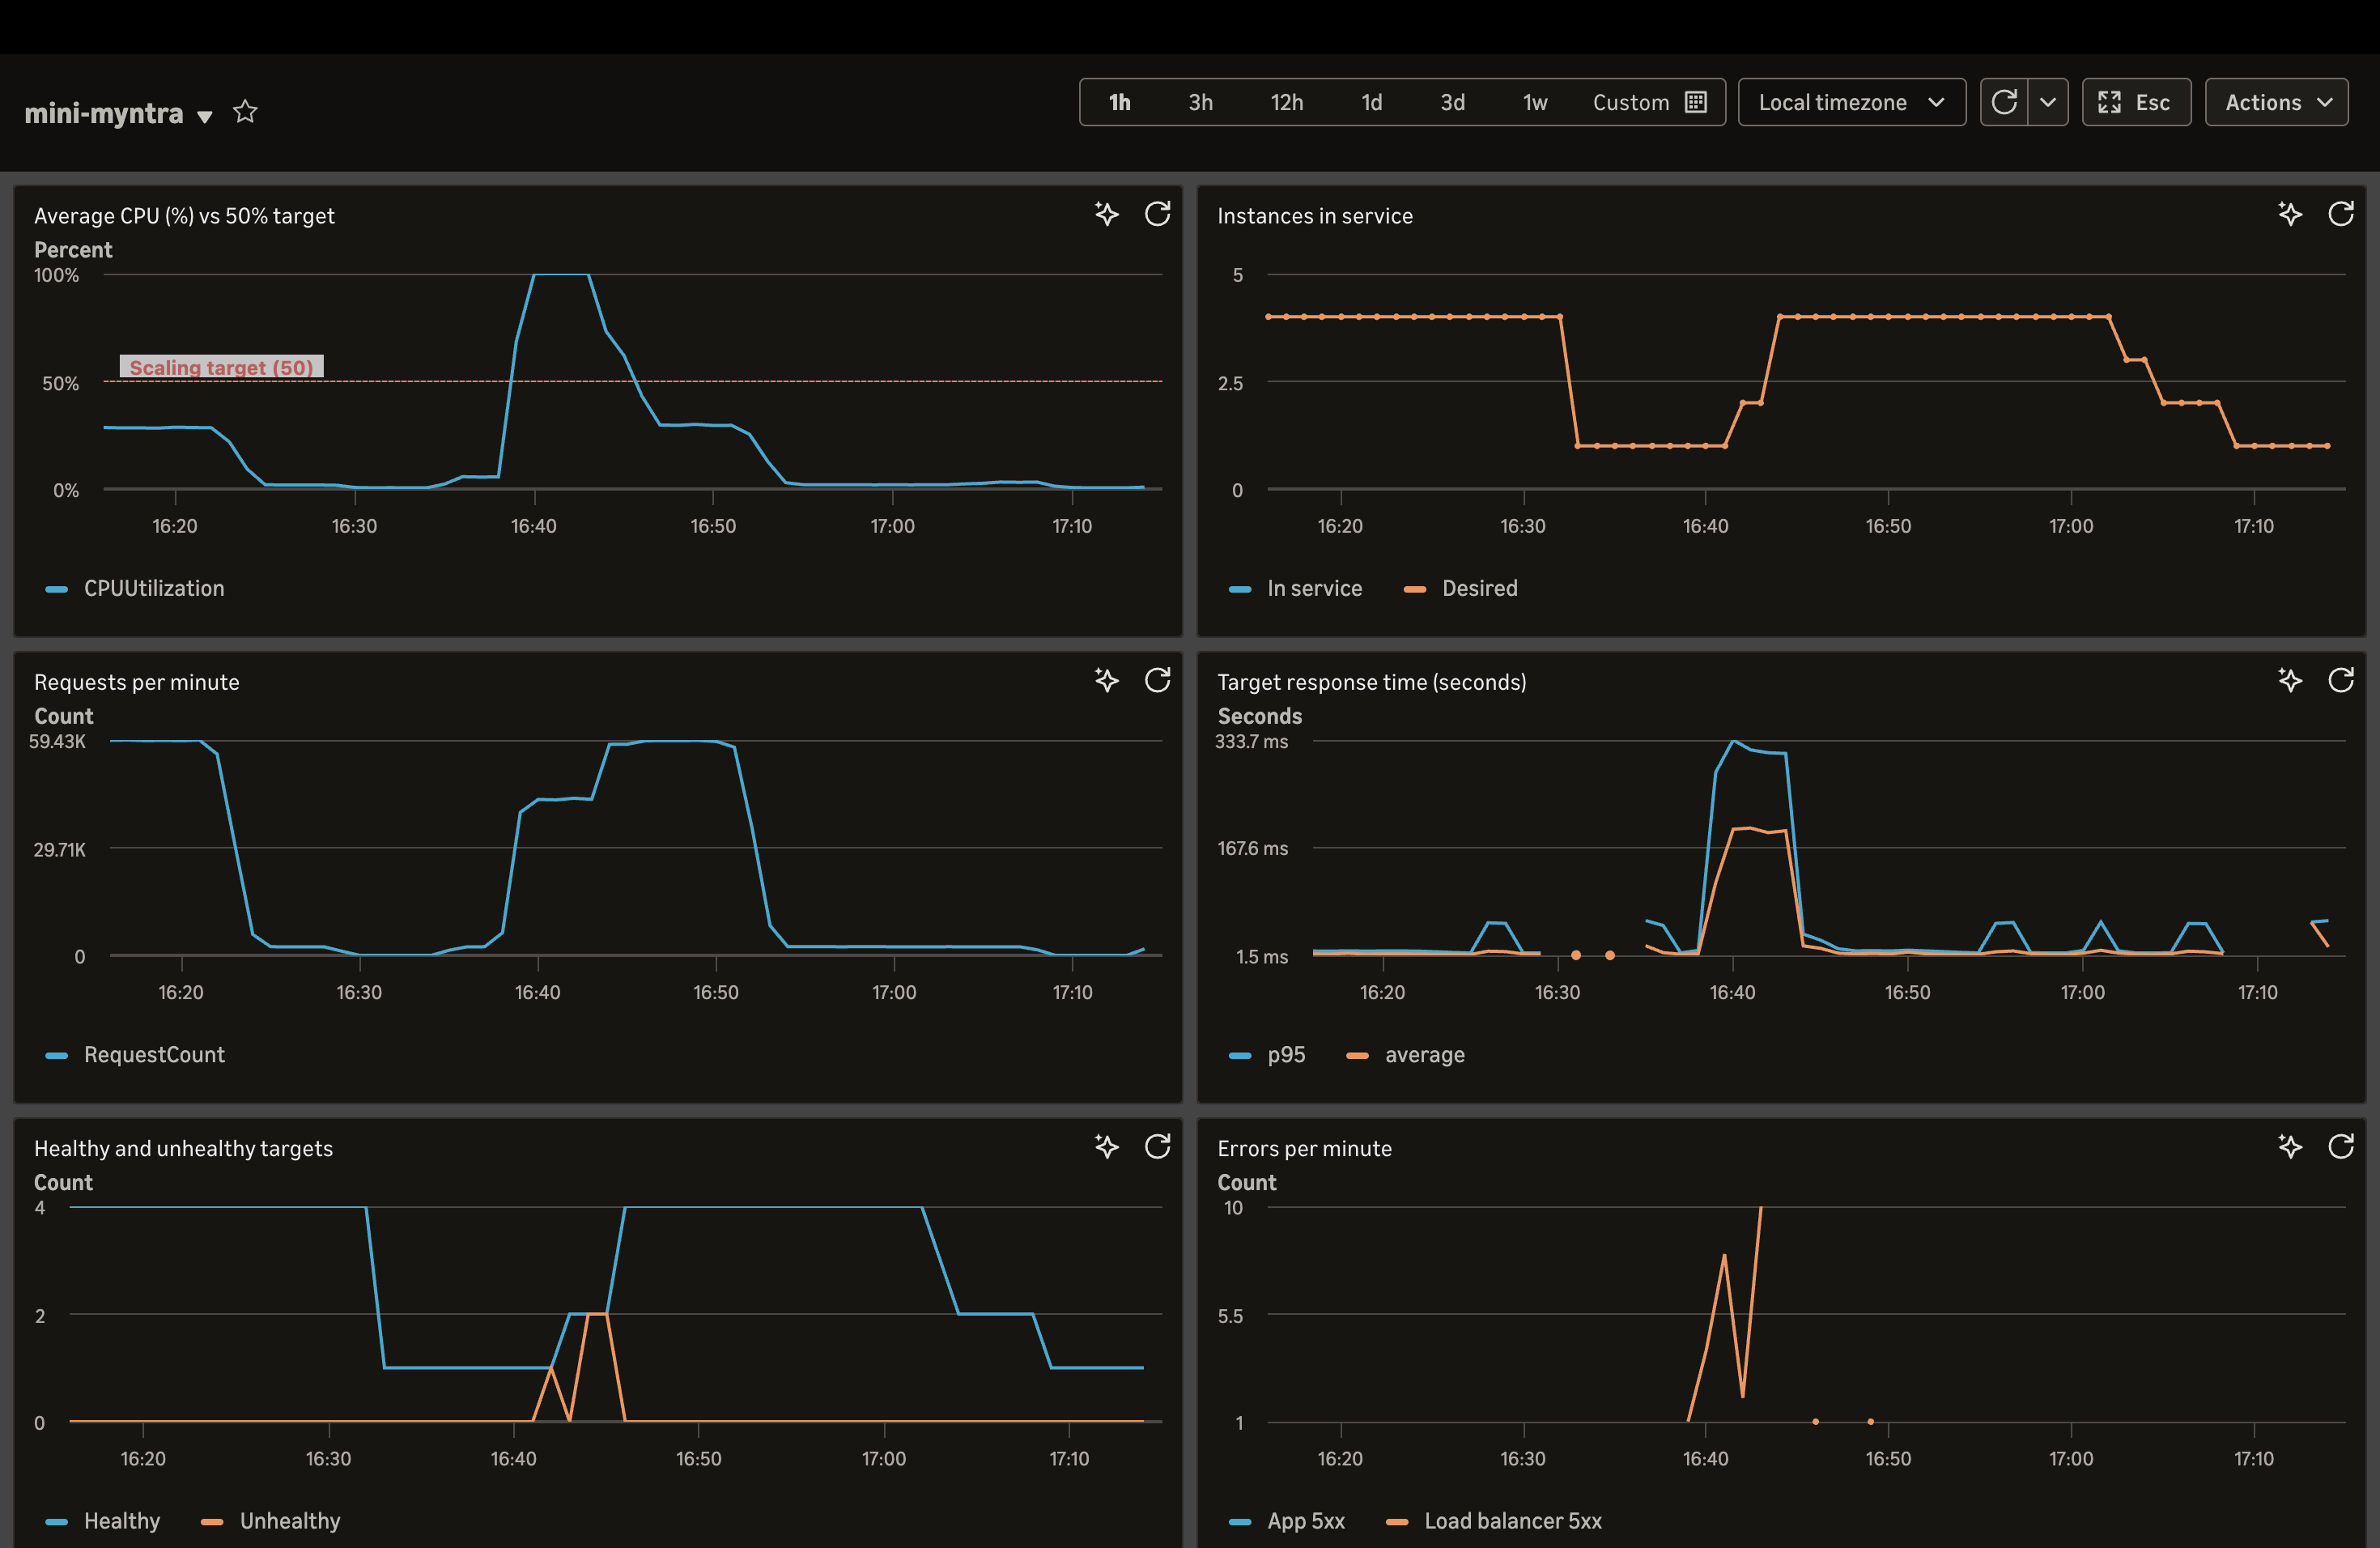 mini-myntra
1h 3h 12h 1d 3d 1w Custom
Local timezone
Esc
Actions
Average CPU (%) vs 50% target
Percent
100%
Scaling target (50)
50%
0%
16:20 16:30 16:40 16:50 17:00 17:10
CPUUtilization
Instances in service
5
2.5
0
16:20 16:30 16:40 16:50 17:00 17:10
In service Desired
Requests per minute
Count
59.43K
29.71K
0
16:20 16:30 16:40 16:50 17:00 17:10
RequestCount
Target response time (seconds)
Seconds
333.7 ms
167.6 ms
1.5 ms
16:20 16:30 16:40 16:50 17:00 17:10
p95 average
Healthy and unhealthy targets
Count
4
2
0
16:20 16:30 16:40 16:50 17:00 17:10
Healthy Unhealthy
Errors per minute
Count
10
5.5
1
16:20 16:30 16:40 16:50 17:00 17:10
App 5xx Load balancer 5xx